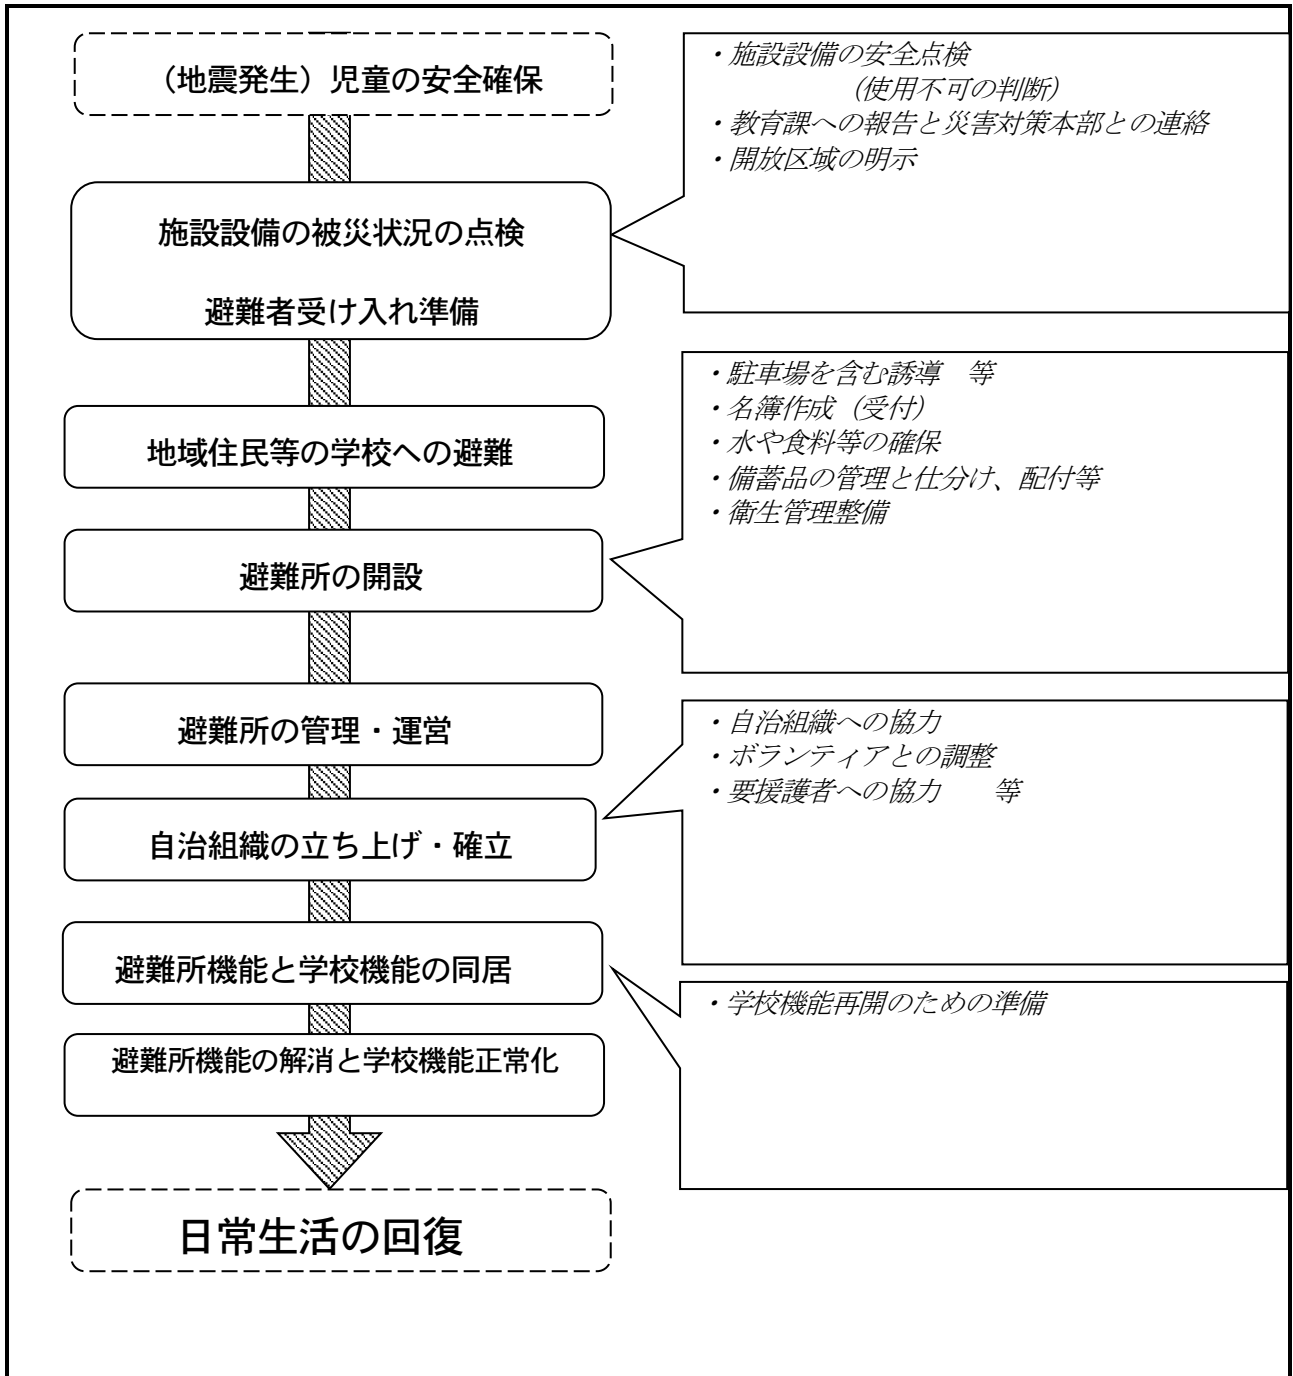 （地震発生）児童の安全確保
・施設設備の安全点検
（使用不可の判断）
・教育課への報告と災害対策本部との連絡
・開放区域の明示
施設設備の被災状況の点検
避難者受け入れ準備
・駐車場を含む誘導　等
・名簿作成（受付）
・水や食料等の確保
・備蓄品の管理と仕分け、配付等
・衛生管理整備
地域住民等の学校への避難
避難所の開設
避難所の管理・運営
・自治組織への協力
・ボランティアとの調整
・要援護者への協力　　等
自治組織の立ち上げ・確立
避難所機能と学校機能の同居
・学校機能再開のための準備
避難所機能の解消と学校機能正常化
日常生活の回復